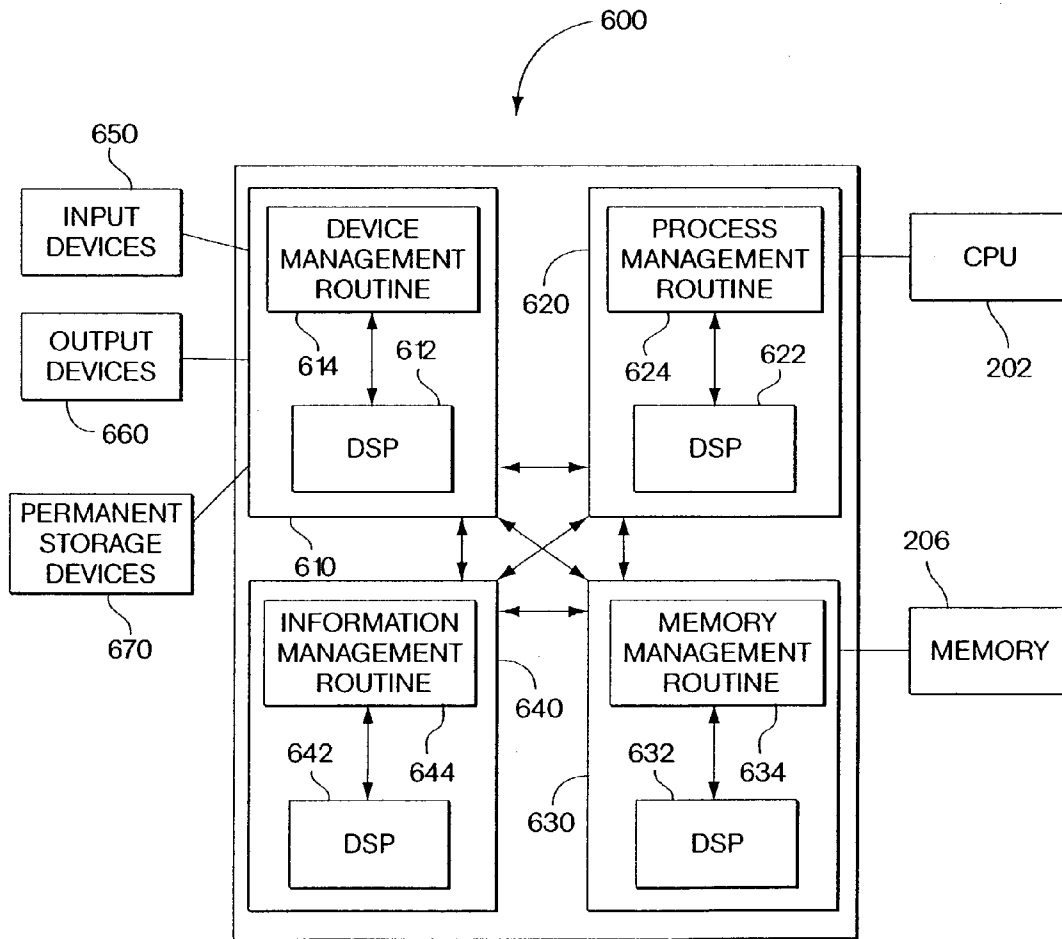 600
650
INPUT
DEVICES
DEVICE
MANAGEMENT
ROUTINE
PROCESS
MANAGEMENT
ROUTINE
CPU
620
202
OUTPUT
DEVICES
614
612
624
622
660
DSP
DSP
PERMANENT
STORAGE
DEVICES
610
206
670
INFORMATION
MANAGEMENT
ROUTINE
MEMORY
MANAGEMENT
ROUTINE
MEMORY
640
642
644
632
634
630
DSP
DSP